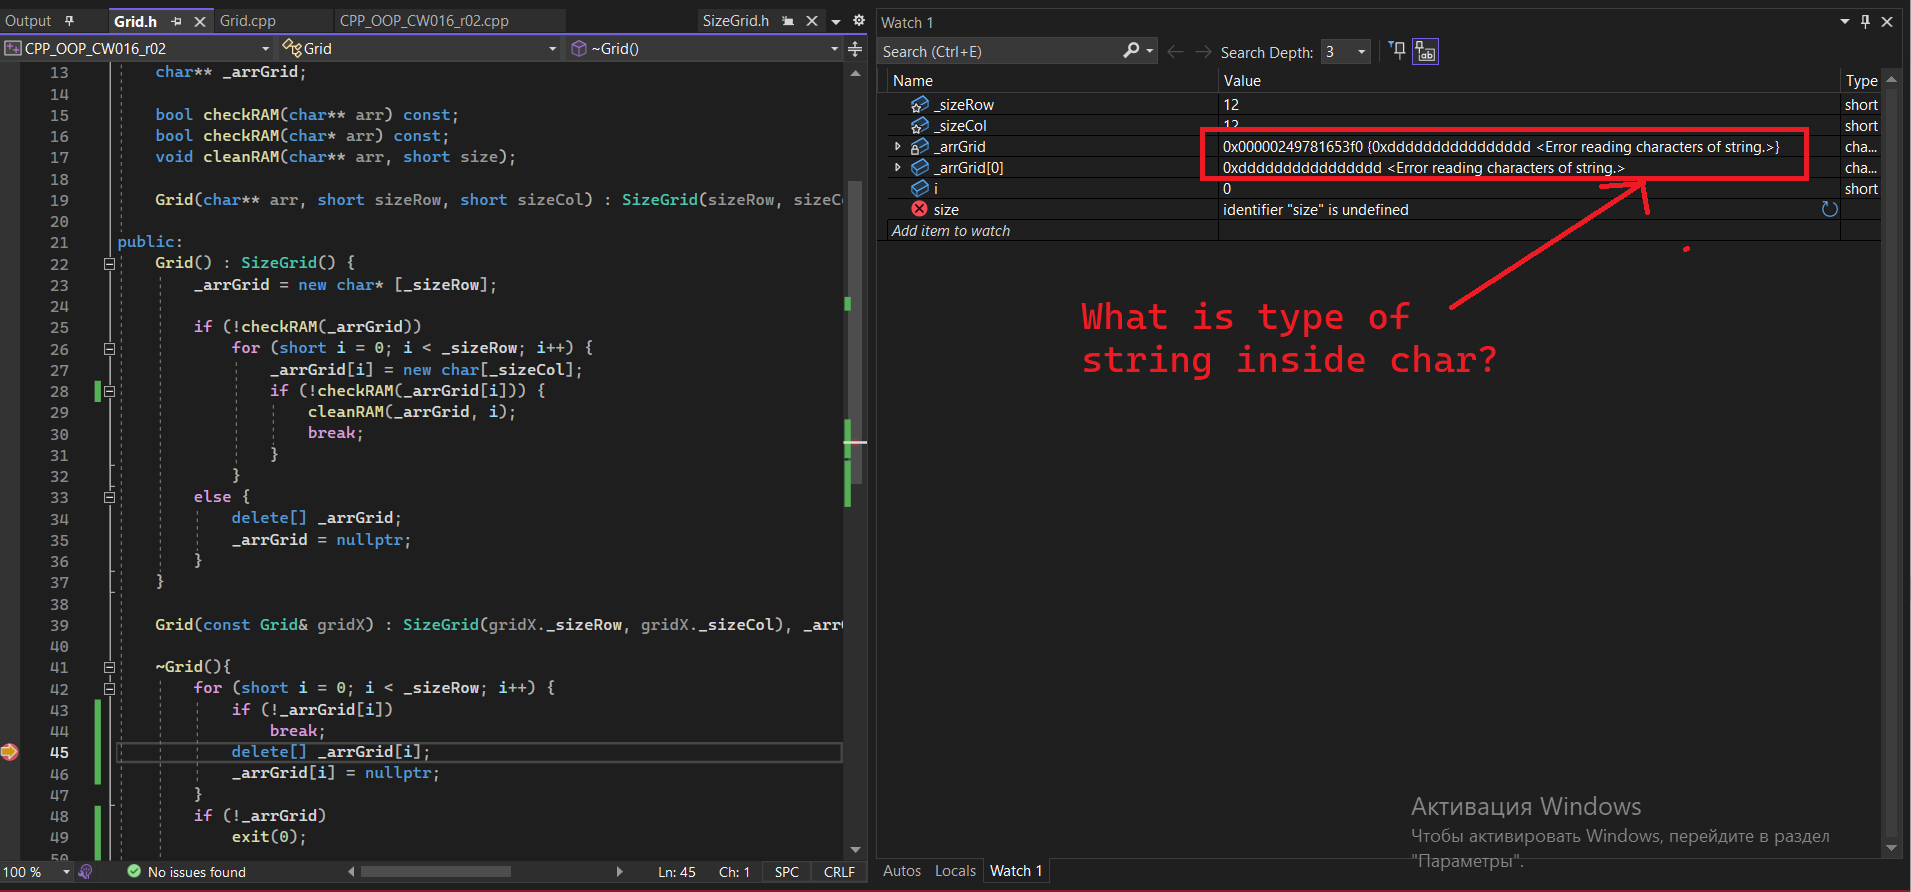 Output
Grid.h
Grid.cpp
CPP_OOP_CW016_r02.cpp
SizeGrid.h
CPP_OOP_CW016_r02
Grid
~Grid()
13 char** _arrGrid;
14
15 bool checkRAM(char** arr) const;
16 bool checkRAM(char* arr) const;
17 void cleanRAM(char** arr, short size);
18
19 Grid(char** arr, short sizeRow, short sizeCol) : SizeGrid(sizeRow, sizeC
20
21 public:
22 Grid() : SizeGrid() {
23 _arrGrid = new char* [_sizeRow];
24
25 if (!checkRAM(_arrGrid))
26 for (short i = 0; i < _sizeRow; i++) {
27 _arrGrid[i] = new char[_sizeCol];
28 if (!checkRAM(_arrGrid[i])) {
29 cleanRAM(_arrGrid, i);
30 break;
31 }
32 }
33 else {
34 delete[] _arrGrid;
35 _arrGrid = nullptr;
36 }
37 }
38
39 Grid(const Grid& gridX) : SizeGrid(gridX._sizeRow, gridX._sizeCol), _arr
40
41 ~Grid(){
42 for (short i = 0; i < _sizeRow; i++) {
43 if (!_arrGrid[i])
44 break;
45 delete[] _arrGrid[i];
46 _arrGrid[i] = nullptr;
47 }
48 if (!_arrGrid)
49 exit(0);
50
100 %
No issues found
Ln: 45
Ch: 1
SPC
CRLF
Watch 1
Search (Ctrl+E)
Search Depth: 3
Name Value Type
_sizeRow 12 short
_sizeCol 12 short
_arrGrid 0x00000249781653f0 {0xdddddddddddddddd <Error reading characters of string.>} cha...
_arrGrid[0] 0xdddddddddddddddd <Error reading characters of string.> cha...
i 0 short
size identifier "size" is undefined
Add item to watch
What is type of
string inside char?
Активация Windows
Чтобы активировать Windows, перейдите в раздел
"Параметры".
Autos Locals Watch 1